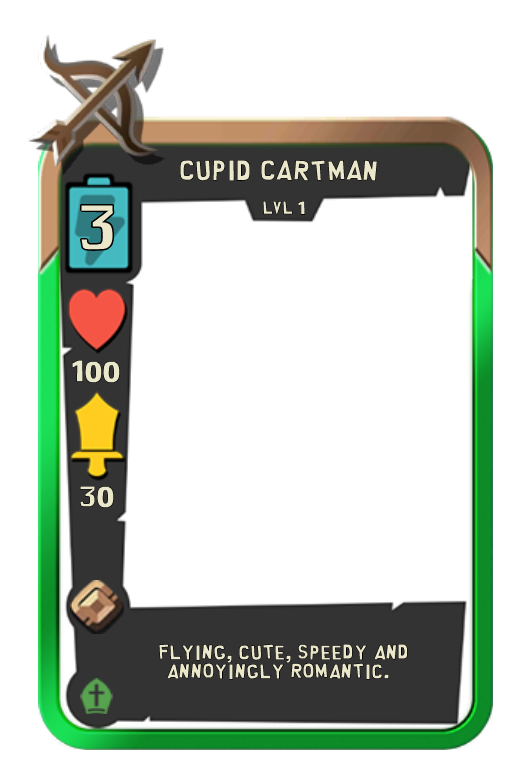 CUPID CARTMAN
LVL 1
3
100
30
FLYING, CUTE, SPEEDY AND
ANNOYINGLY ROMANTIC.